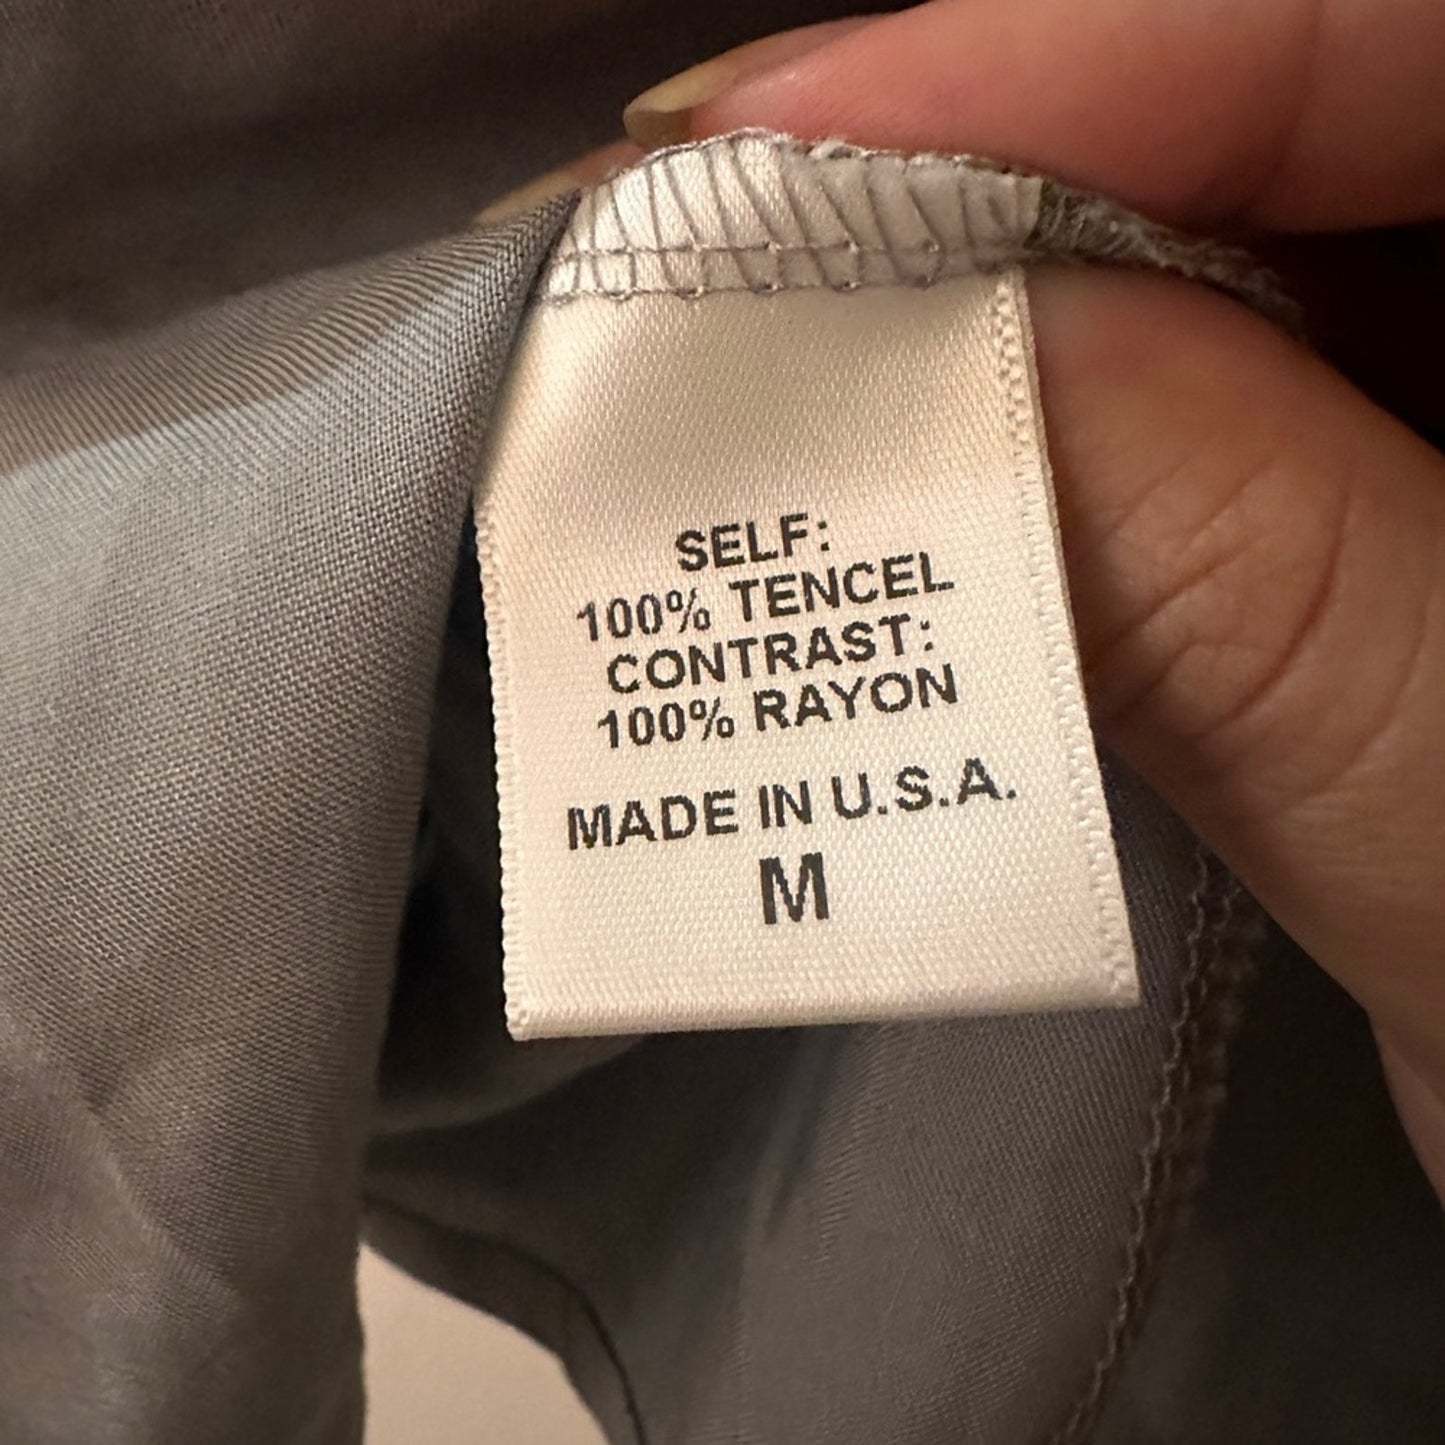 SELF:
100% TENCEL
CONTRAST:
100% RAYON
MADE IN U.S.A.
M